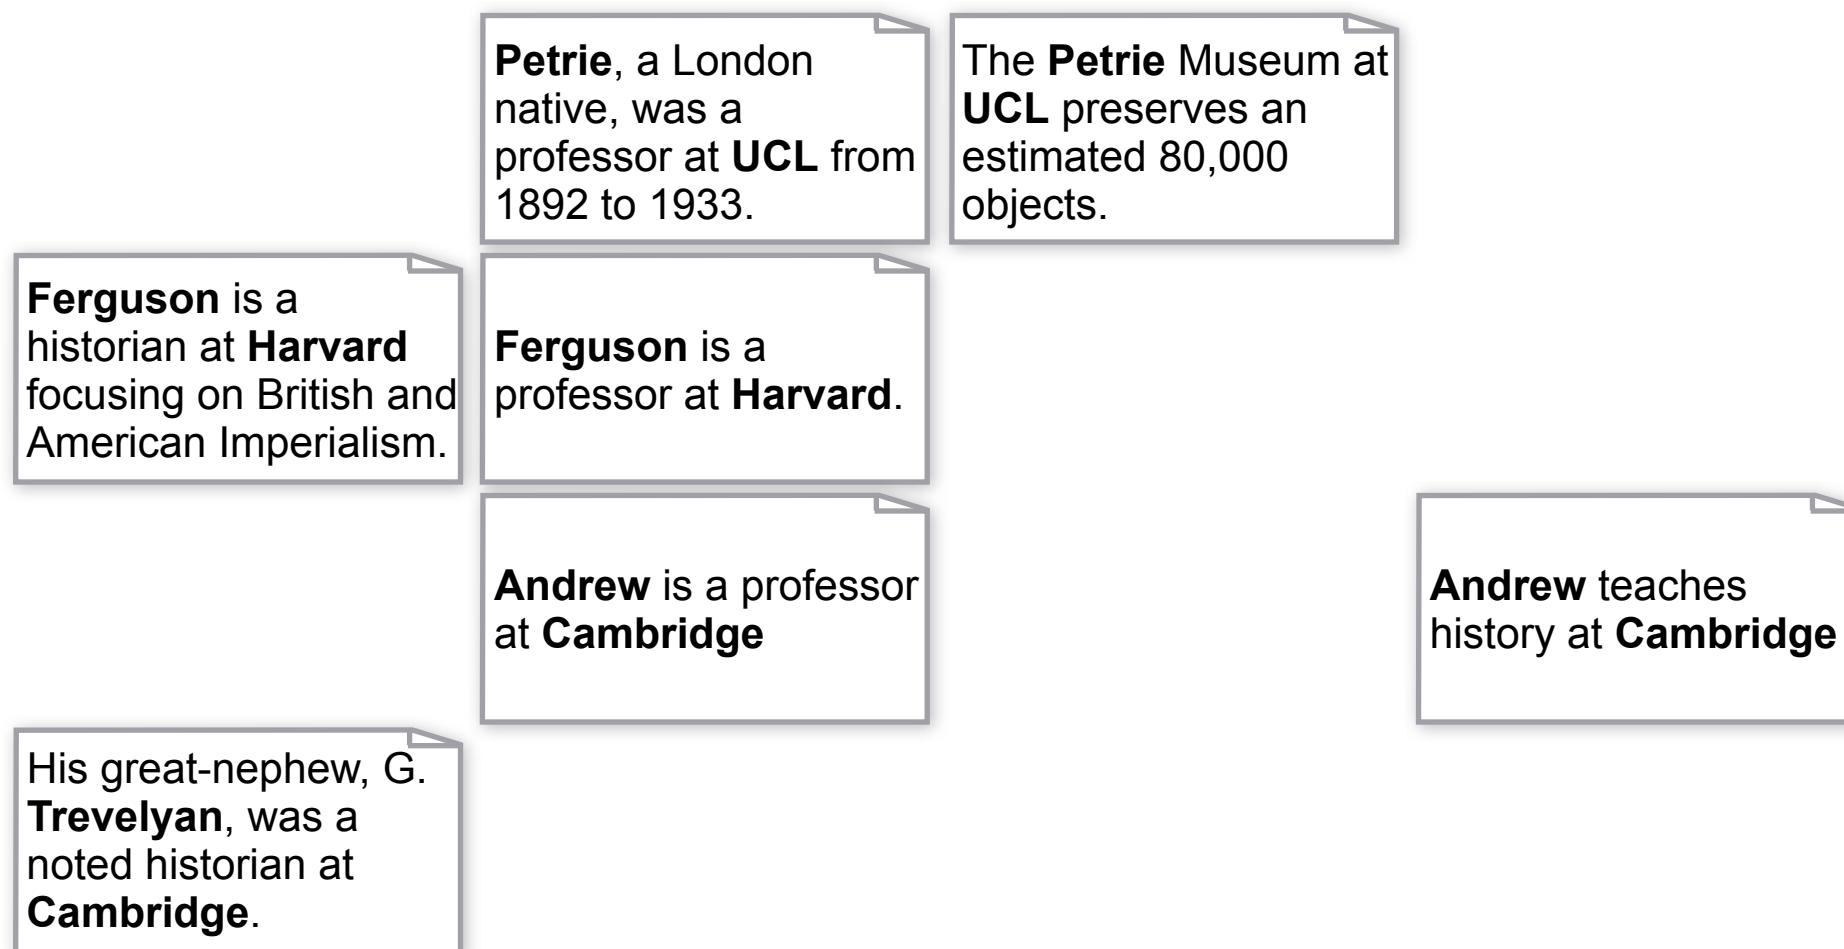 Petrie, a London
native, was a
professor at UCL from
1892 to 1933.
The Petrie Museum at
UCL preserves an
estimated 80,000
objects.
Ferguson is a
historian at Harvard
focusing on British and
American Imperialism.
Ferguson is a
professor at Harvard.
Andrew is a professor
at Cambridge
Andrew teaches
history at Cambridge
His great-nephew, G.
Trevelyan, was a
noted historian at
Cambridge.